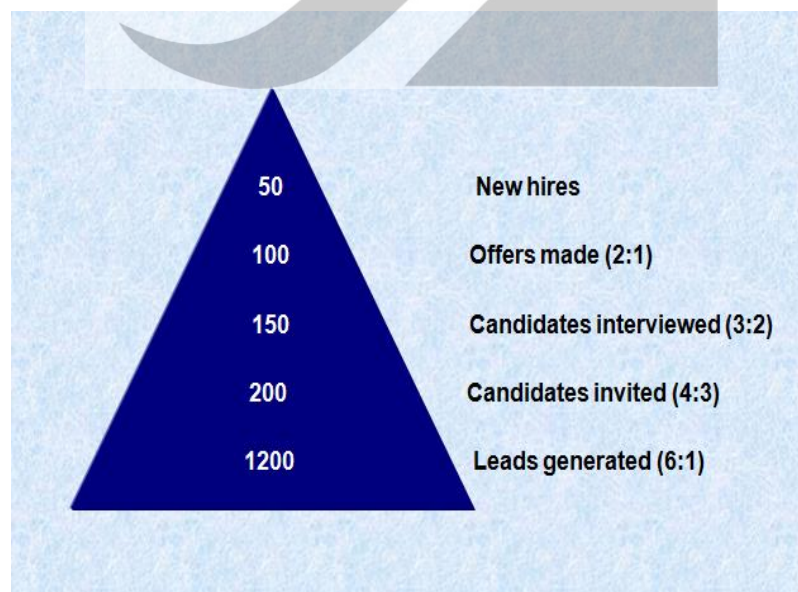 50 New hires
100 Offers made (2:1)
150 Candidates interviewed (3:2)
200 Candidates invited (4:3)
1200 Leads generated (6:1)